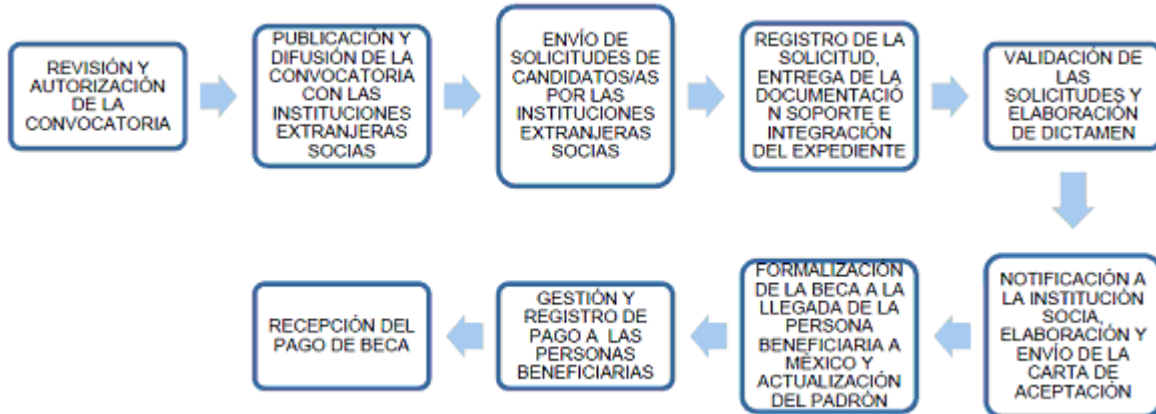 REVISIÓN Y
AUTORIZACIÓN
DE LA
CONVOCATORIA
PUBLICACIÓN Y
DIFUSIÓN DE LA
CONVOCATORIA
CON LAS
INSTITUCIONES
EXTRANJERAS
SOCIAS
ENVÍO DE
SOLICITUDES DE
CANDIDATOS/AS
POR LAS
INSTITUCIONES
EXTRANJERAS
SOCIAS
REGISTRO DE LA
SOLICITUD,
ENTREGA DE LA
DOCUMENTACIÓ
N SOPORTE E
INTEGRACIÓN
DEL EXPEDIENTE
VALIDACIÓN DE
LAS
SOLICITUDES Y
ELABORACIÓN
DE DICTAMEN
NOTIFICACIÓN A
LA INSTITUCIÓN
SOCIA,
ELABORACIÓN Y
ENVÍO DE LA
CARTA DE
ACEPTACIÓN
FORMALIZACIÓN
DE LA BECA A LA
LLEGADA DE LA
PERSONA
BENEFICIARIA A
MÉXICO Y
ACTUALIZACIÓN
DEL PADRÓN
GESTIÓN Y
REGISTRO DE
PAGO A LAS
PERSONAS
BENEFICIARIAS
RECEPCIÓN DEL
PAGO DE BECA